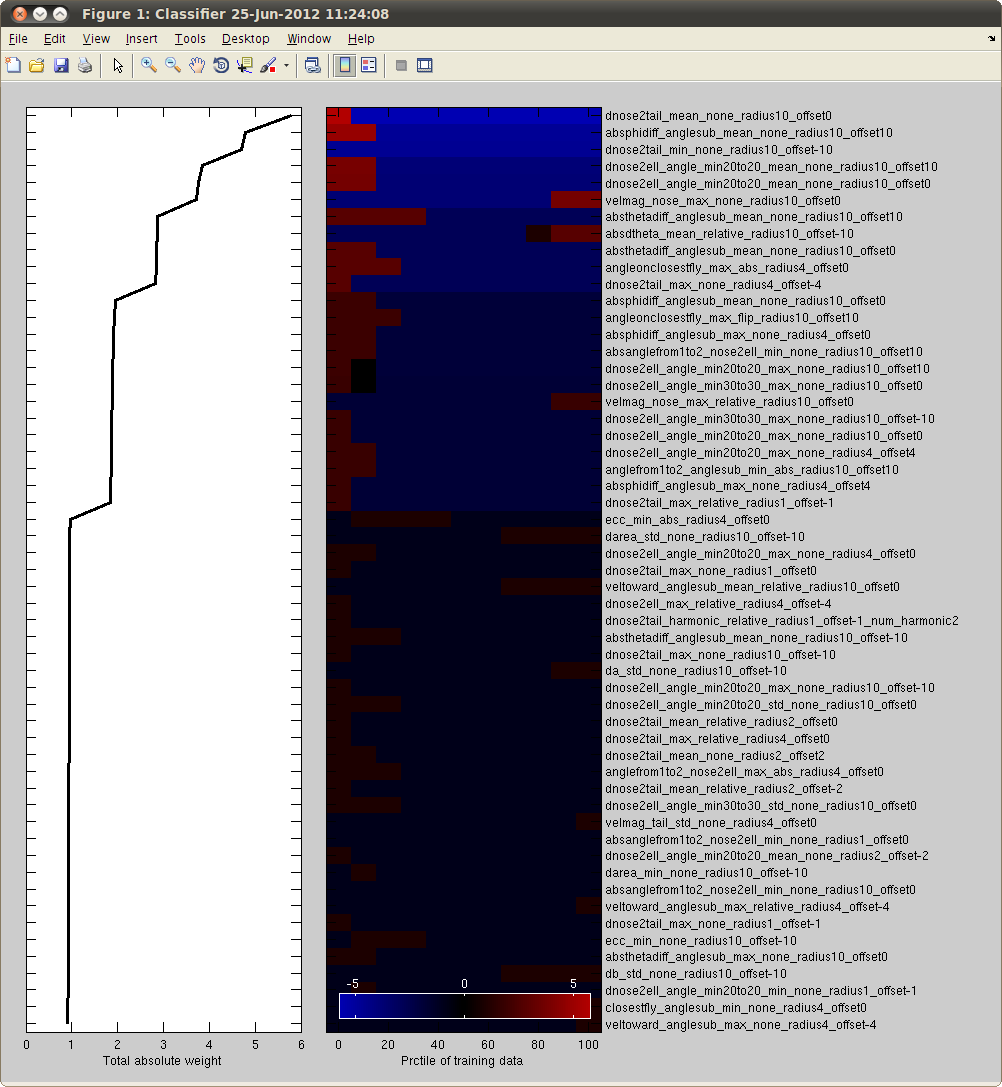 Figure 1: Classifier 25-Jun-2012 11:24:08
File Edit View Insert Tools Desktop Window Help
dnose2tail_mean_none_radius10_offset0
absphidiff_anglesub_mean_none_radius10_offset10
dnose2tail_min_none_radius10_offset-10
dnose2ell_angle_min20to20_mean_none_radius10_offset10
dnose2ell_angle_min20to20_mean_none_radius10_offset0
velmag_nose_max_none_radius10_offset0
absthetadiff_anglesub_mean_none_radius10_offset10
absdtheta_mean_relative_radius10_offset-10
absthetadiff_anglesub_mean_none_radius10_offset0
angleonclosestfly_max_abs_radius4_offset0
dnose2tail_max_none_radius4_offset-4
absphidiff_anglesub_mean_none_radius10_offset0
angleonclosestfly_max_flip_radius10_offset10
absphidiff_anglesub_max_none_radius4_offset0
absanglefrom1to2_nose2ell_min_none_radius10_offset10
dnose2ell_angle_min20to20_max_none_radius10_offset10
dnose2ell_angle_min30to30_max_none_radius10_offset0
velmag_nose_max_relative_radius10_offset0
dnose2ell_angle_min30to30_max_none_radius10_offset-10
dnose2ell_angle_min20to20_max_none_radius10_offset0
dnose2ell_angle_min20to20_max_none_radius4_offset4
anglefrom1to2_anglesub_min_abs_radius10_offset10
absphidiff_anglesub_max_none_radius4_offset4
dnose2tail_max_relative_radius1_offset-1
ecc_min_abs_radius4_offset0
darea_std_none_radius10_offset-10
dnose2ell_angle_min20to20_max_none_radius4_offset0
dnose2tail_max_none_radius1_offset0
veltoward_anglesub_mean_relative_radius10_offset0
dnose2ell_max_relative_radius4_offset-4
dnose2tail_harmonic_relative_radius1_offset-1_num_harmonic2
absthetadiff_anglesub_mean_none_radius10_offset-10
dnose2tail_max_none_radius10_offset-10
da_std_none_radius10_offset-10
dnose2ell_angle_min20to20_max_none_radius10_offset-10
dnose2ell_angle_min20to20_std_none_radius10_offset0
dnose2tail_mean_relative_radius2_offset0
dnose2tail_max_relative_radius4_offset0
dnose2tail_mean_none_radius2_offset2
anglefrom1to2_nose2ell_max_abs_radius4_offset0
dnose2tail_mean_relative_radius2_offset-2
dnose2ell_angle_min30to30_std_none_radius10_offset0
velmag_tail_std_none_radius4_offset0
absanglefrom1to2_nose2ell_min_none_radius1_offset0
dnose2ell_angle_min20to20_mean_none_radius2_offset-2
darea_min_none_radius10_offset-10
absanglefrom1to2_nose2ell_min_none_radius10_offset0
veltoward_anglesub_max_relative_radius4_offset-4
dnose2tail_max_none_radius1_offset-1
ecc_min_none_radius10_offset-10
absthetadiff_anglesub_max_none_radius10_offset0
db_std_none_radius10_offset-10
dnose2ell_angle_min20to20_min_none_radius1_offset-1
closestfly_anglesub_min_none_radius4_offset0
veltoward_anglesub_max_none_radius4_offset-4
-5 0 5
0 1 2 3 4 5 6
Total absolute weight
0 20 40 60 80 100
Prctile of training data